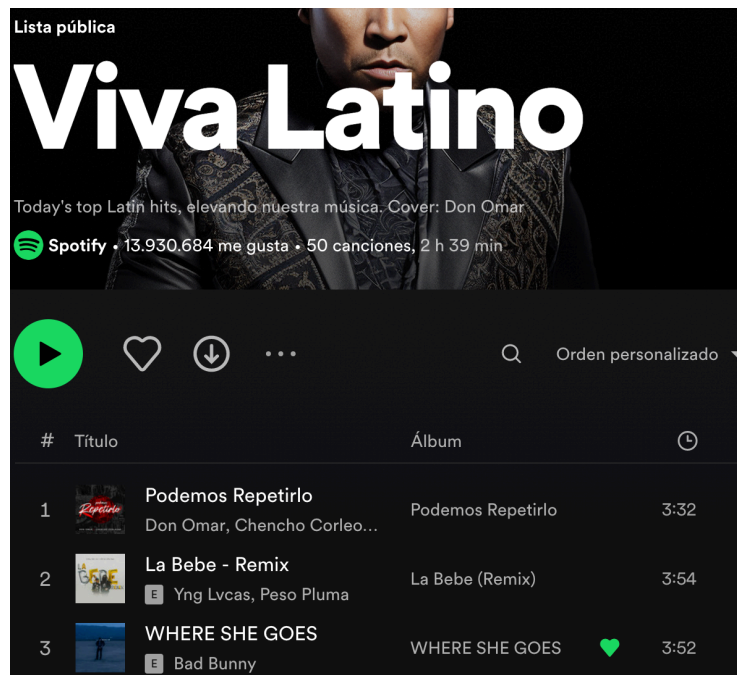 Lista pública
Viva Latino
Today's top Latin hits, elevando nuestra música. Cover: Don Omar
Spotify • 13.930.684 me gusta • 50 canciones, 2 h 39 min
Orden personalizado
# Título Álbum
1 Podemos Repetirlo Podemos Repetirlo 3:32
Repetirlo
Don Omar, Chencho Corleo...
2 La Bebe - Remix La Bebe (Remix) 3:54
LA BEBE
E Yng Lvcas, Peso Pluma
3 WHERE SHE GOES WHERE SHE GOES 3:52
E Bad Bunny